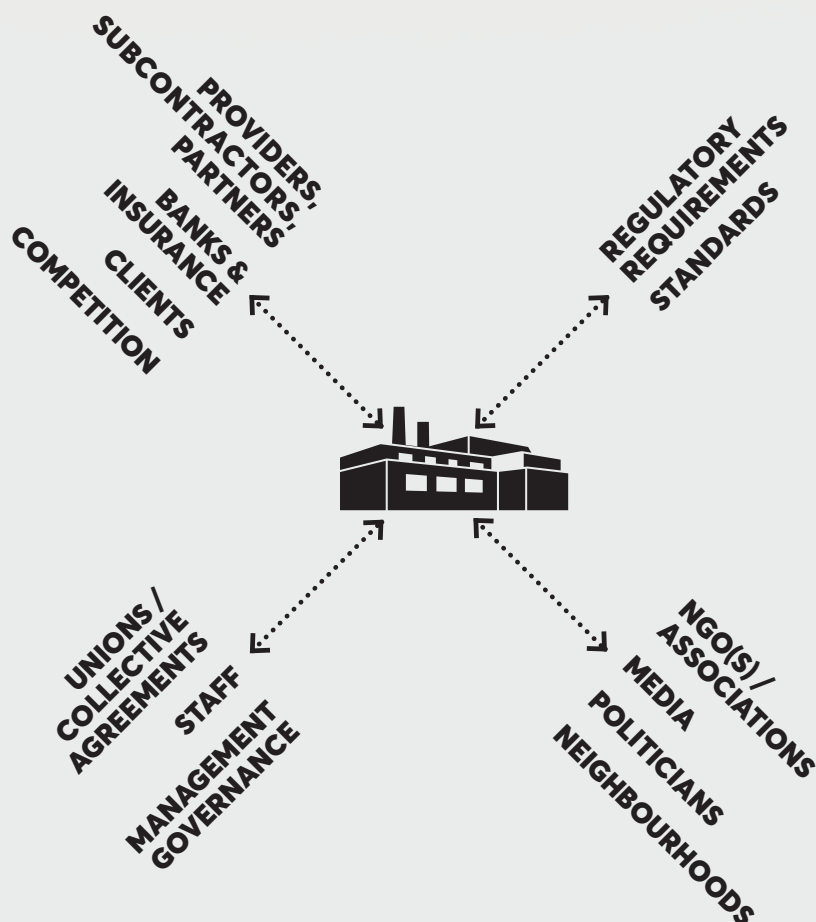 PROVIDERS,
SUBCONTRACTORS,
PARTNERS
BANKS &
INSURANCE
CLIENTS
COMPETITION
REGULATORY
REQUIREMENTS
STANDARDS
UNIONS /
COLLECTIVE
AGREEMENTS
STAFF
MANAGEMENT
GOVERNANCE
NGO(S) /
ASSOCIATIONS
MEDIA
POLITICIANS
NEIGHBOURHOODS